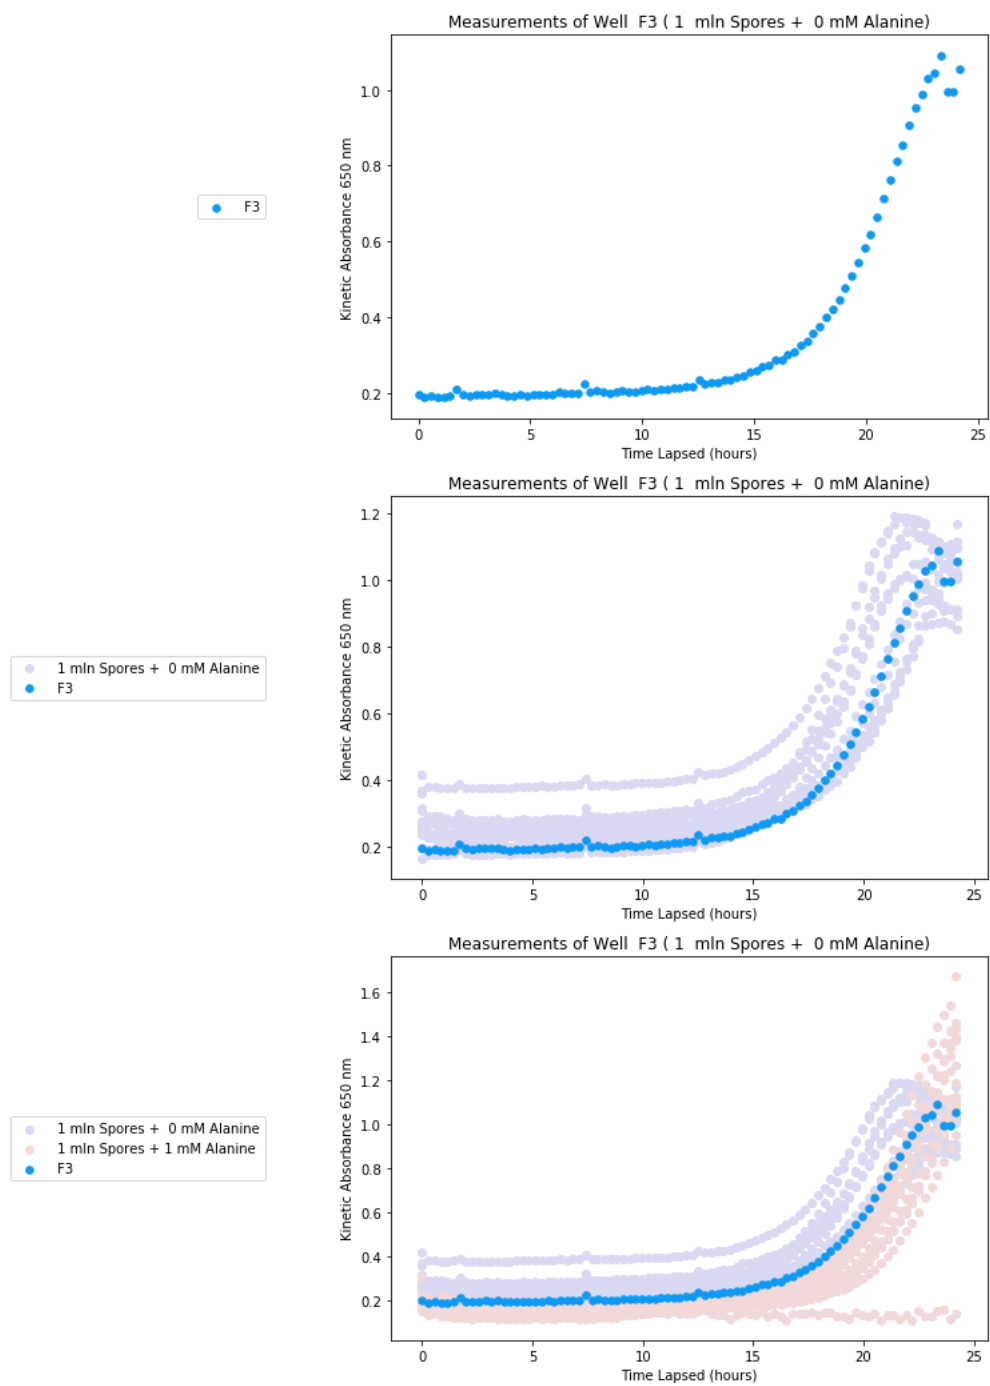 Measurements of Well  F3 ( 1  mln Spores +  0 mM Alanine)
Kinetic Absorbance 650 nm
1.0
0.8
0.6
0.4
0.2
F3
0 5 10 15 20 25
Time Lapsed (hours)
Measurements of Well  F3 ( 1  mln Spores +  0 mM Alanine)
Kinetic Absorbance 650 nm
1.2
1.0
0.8
0.6
0.4
0.2
1 mln Spores +  0 mM Alanine
F3
0 5 10 15 20 25
Time Lapsed (hours)
Measurements of Well  F3 ( 1  mln Spores +  0 mM Alanine)
Kinetic Absorbance 650 nm
1.6
1.4
1.2
1.0
0.8
0.6
0.4
0.2
1 mln Spores +  0 mM Alanine
1 mln Spores + 1 mM Alanine
F3
0 5 10 15 20 25
Time Lapsed (hours)